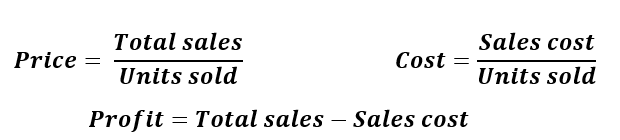 Price = Total sales / Units sold
Cost = Sales cost / Units sold
Profit = Total sales − Sales cost